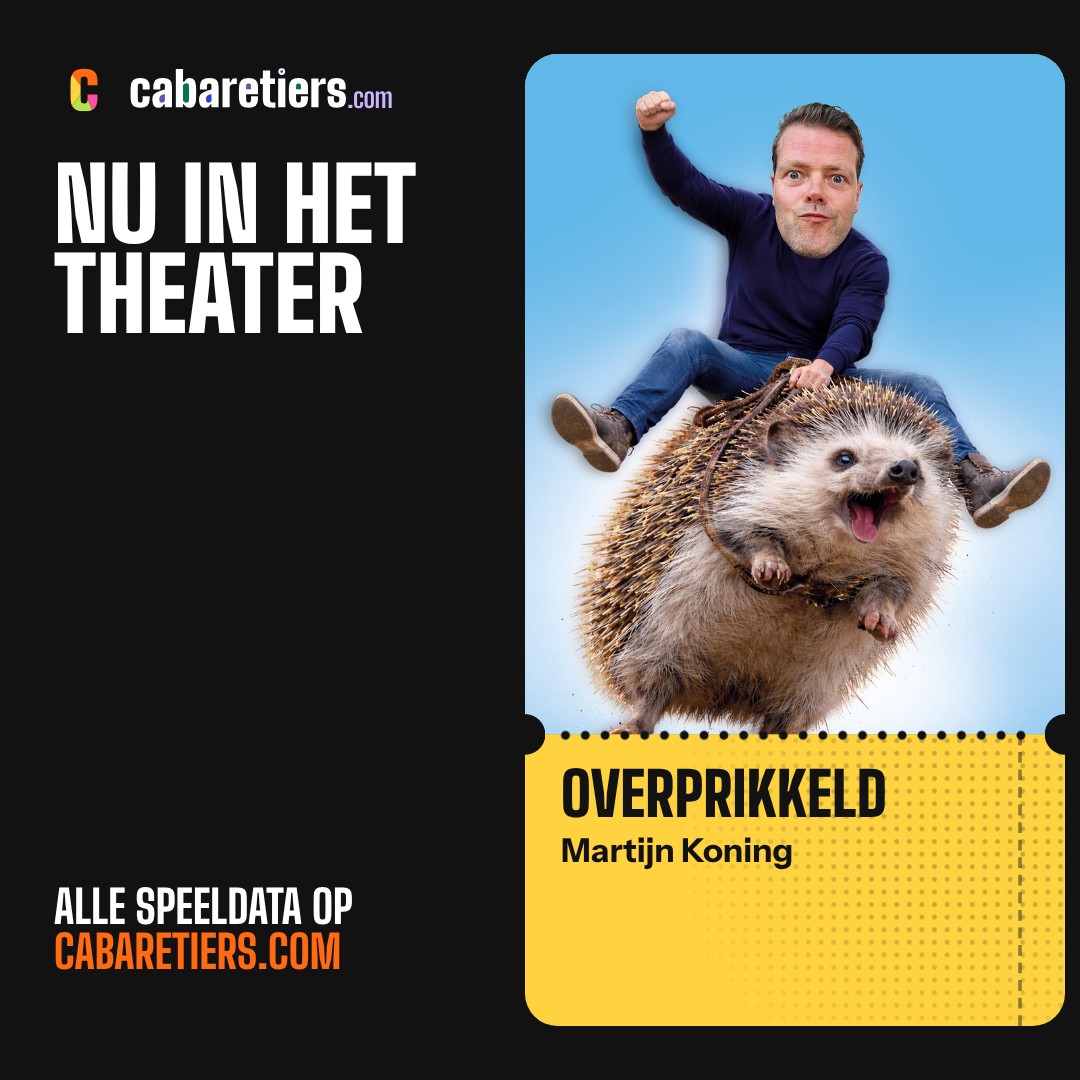 cabaretiers.com
NU IN HET
THEATER
OVERPRIKKELD
Martijn Koning
ALLE SPEELDATA OP
CABARETIERS.COM